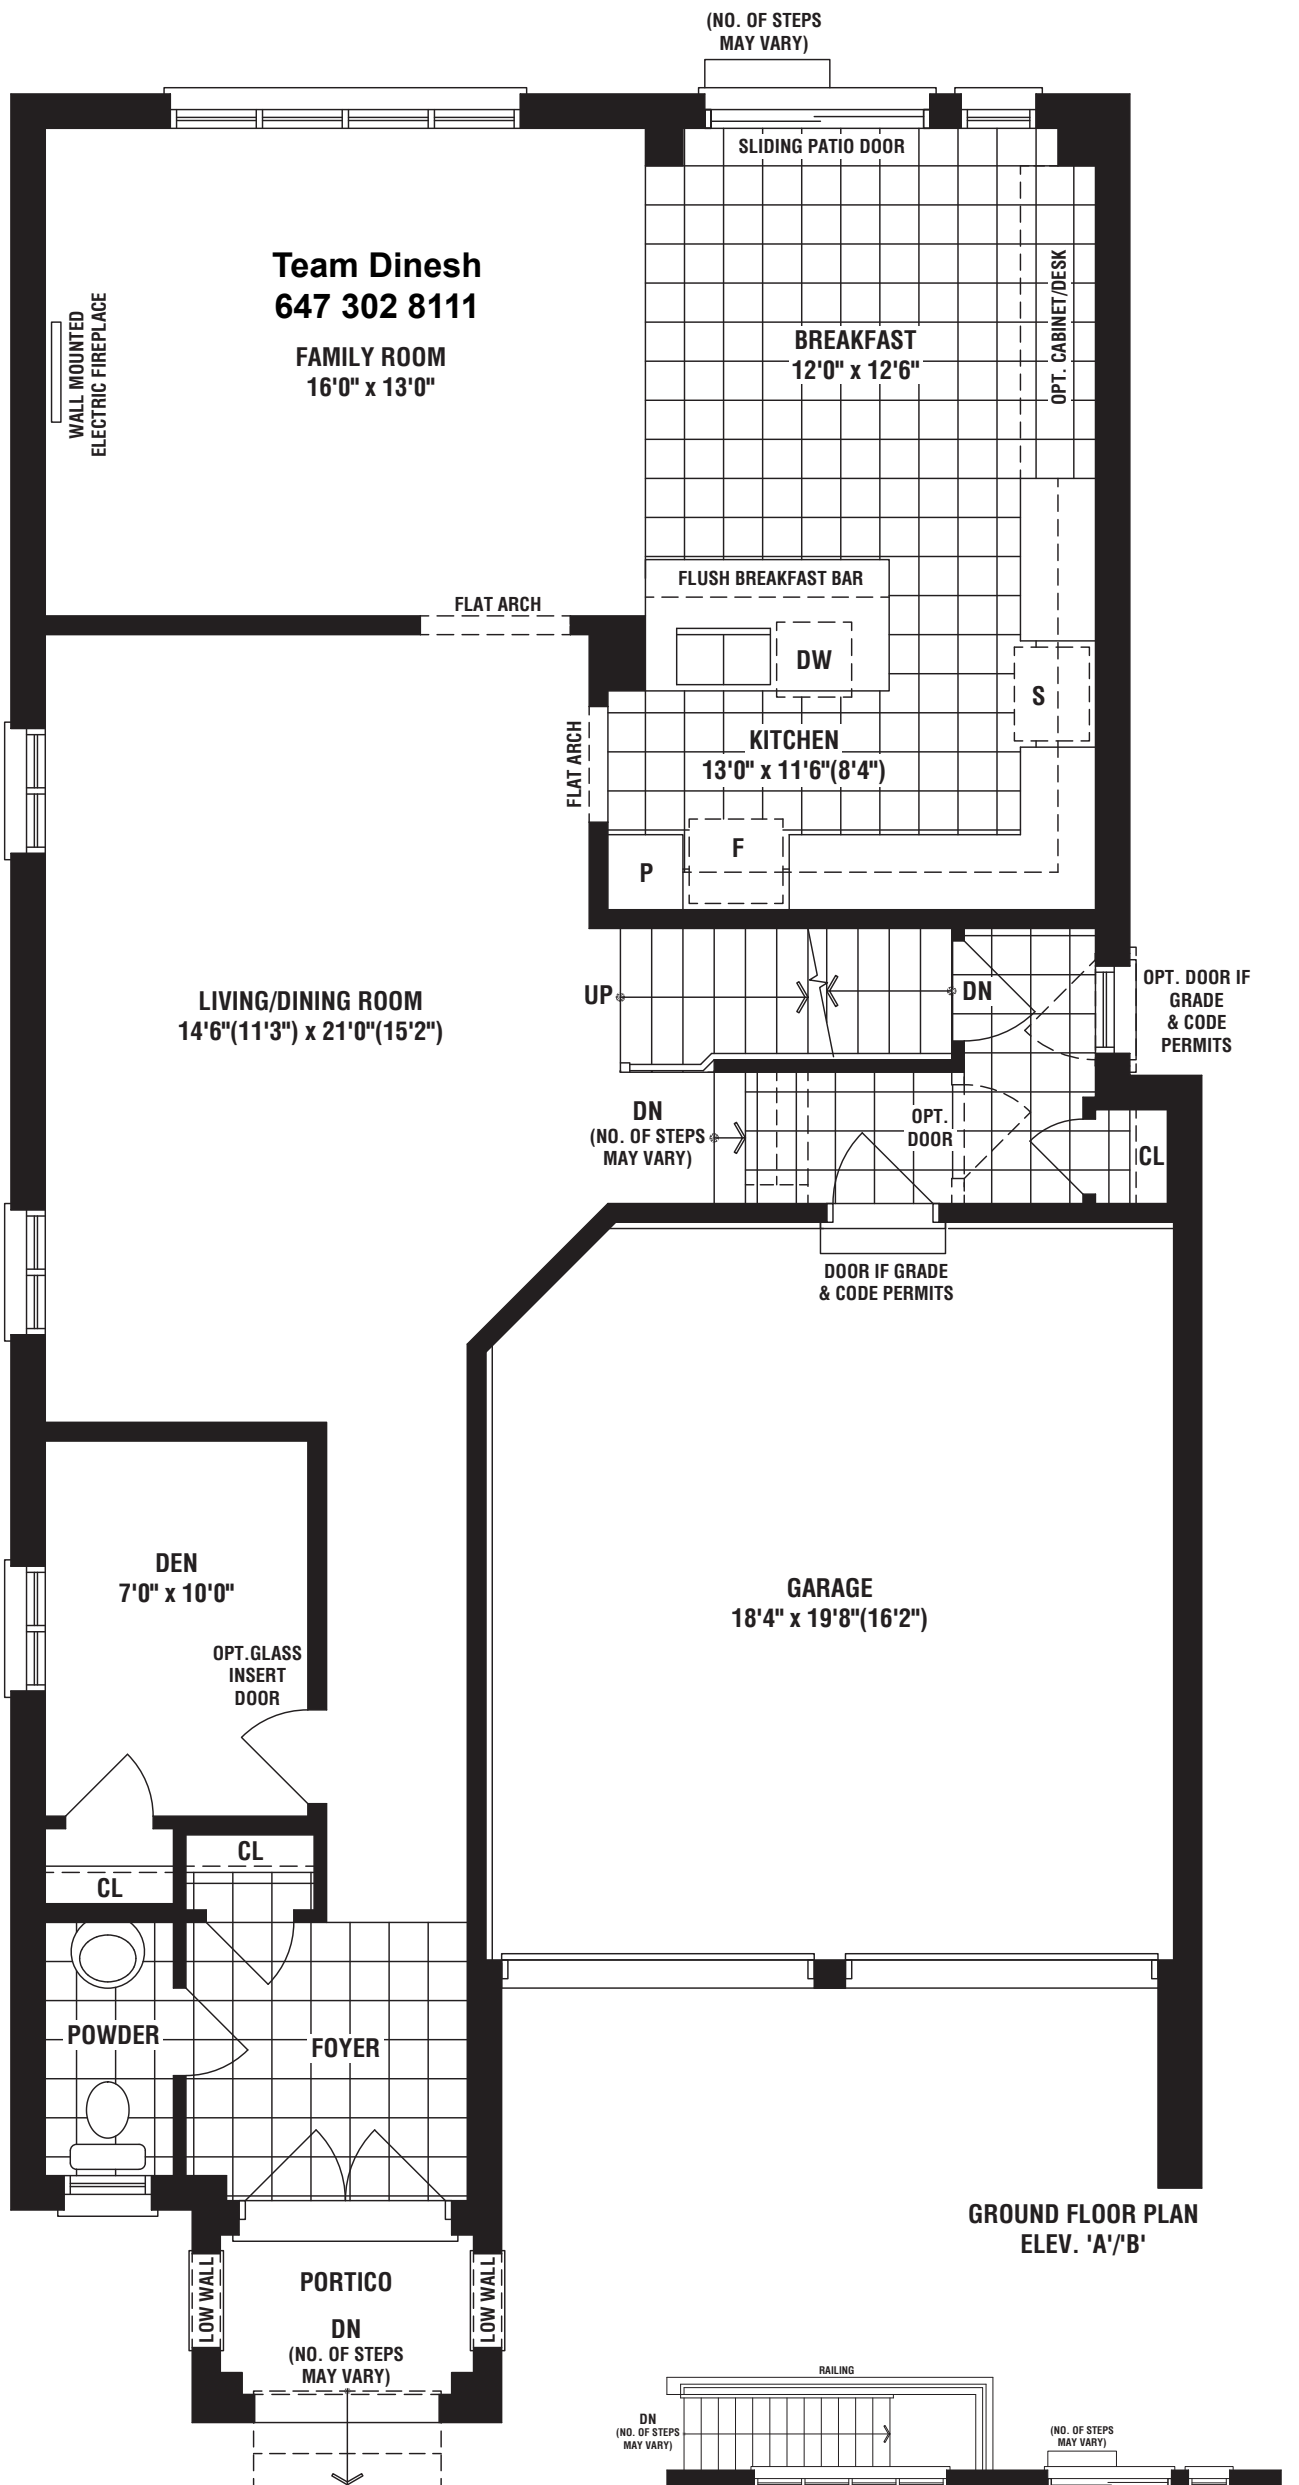 (NO. OF STEPS
MAY VARY)
SLIDING PATIO DOOR
Team Dinesh
647 302 8111
FAMILY ROOM
16'0" x 13'0"
WALL MOUNTED
ELECTRIC FIREPLACE
BREAKFAST
12'0" x 12'6"
OPT. CABINET/DESK
FLUSH BREAKFAST BAR
FLAT ARCH
DW
S
FLAT ARCH
KITCHEN
13'0" x 11'6"(8'4")
F
P
LIVING/DINING ROOM
14'6"(11'3") x 21'0"(15'2")
UP
DN
OPT. DOOR IF
GRADE
& CODE
PERMITS
DN
(NO. OF STEPS
MAY VARY)
OPT.
DOOR
CL
DOOR IF GRADE
& CODE PERMITS
DEN
7'0" x 10'0"
GARAGE
18'4" x 19'8"(16'2")
OPT.GLASS
INSERT
DOOR
CL
CL
POWDER
FOYER
GROUND FLOOR PLAN
ELEV. 'A'/'B'
LOW WALL
PORTICO
LOW WALL
DN
(NO. OF STEPS
MAY VARY)
RAILING
DN
(NO. OF STEPS
MAY VARY)
(NO. OF STEPS
MAY VARY)